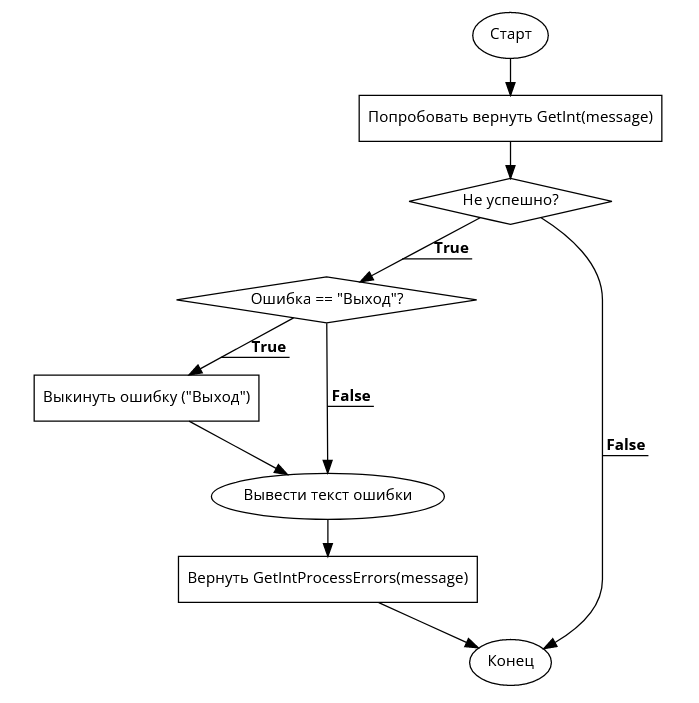 Старт
Попробовать вернуть GetInt(message)
Не успешно?
True
Ошибка == "Выход"?
True
Выкинуть ошибку ("Выход")
False
False
Вывести текст ошибки
Вернуть GetIntProcessErrors(message)
Конец